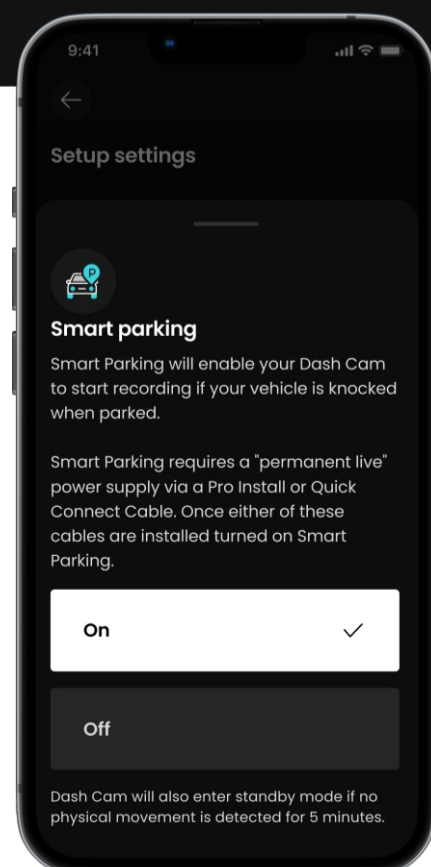 9:41
Setup settings
P
Smart parking
Smart Parking will enable your Dash Cam
to start recording if your vehicle is knocked
when parked.
Smart Parking requires a "permanent live"
power supply via a Pro Install or Quick
Connect Cable. Once either of these
cables are installed turned on Smart
Parking.
On
Off
Dash Cam will also enter standby mode if no
physical movement is detected for 5 minutes.